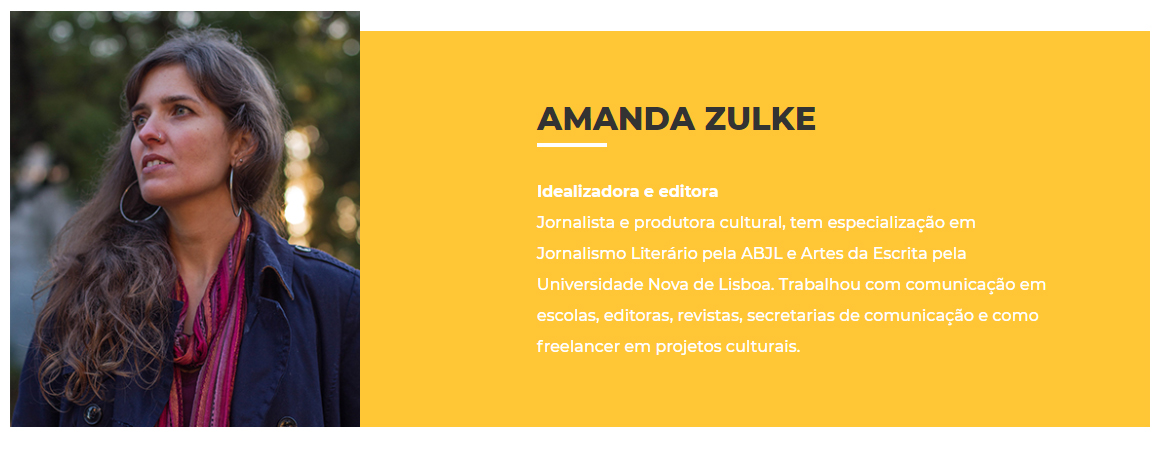 AMANDA ZULKE
Idealizadora e editora
Jornalista e produtora cultural, tem especialização em
Jornalismo Literário pela ABJL e Artes da Escrita pela
Universidade Nova de Lisboa. Trabalhou com comunicação em
escolas, editoras, revistas, secretarias de comunicação e como
freelancer em projetos culturais.